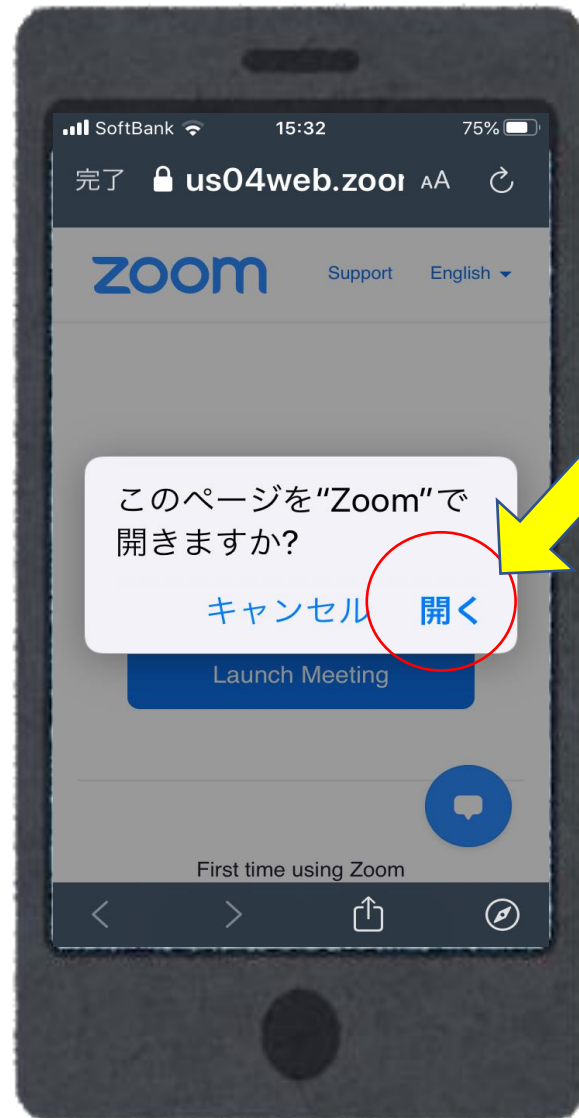 SoftBank 15:32 75%
完了 us04web.zoor AA
zoom Support English
このページを"Zoom"で
開きますか?
キャンセル 開く
Launch Meeting
First time using Zoom